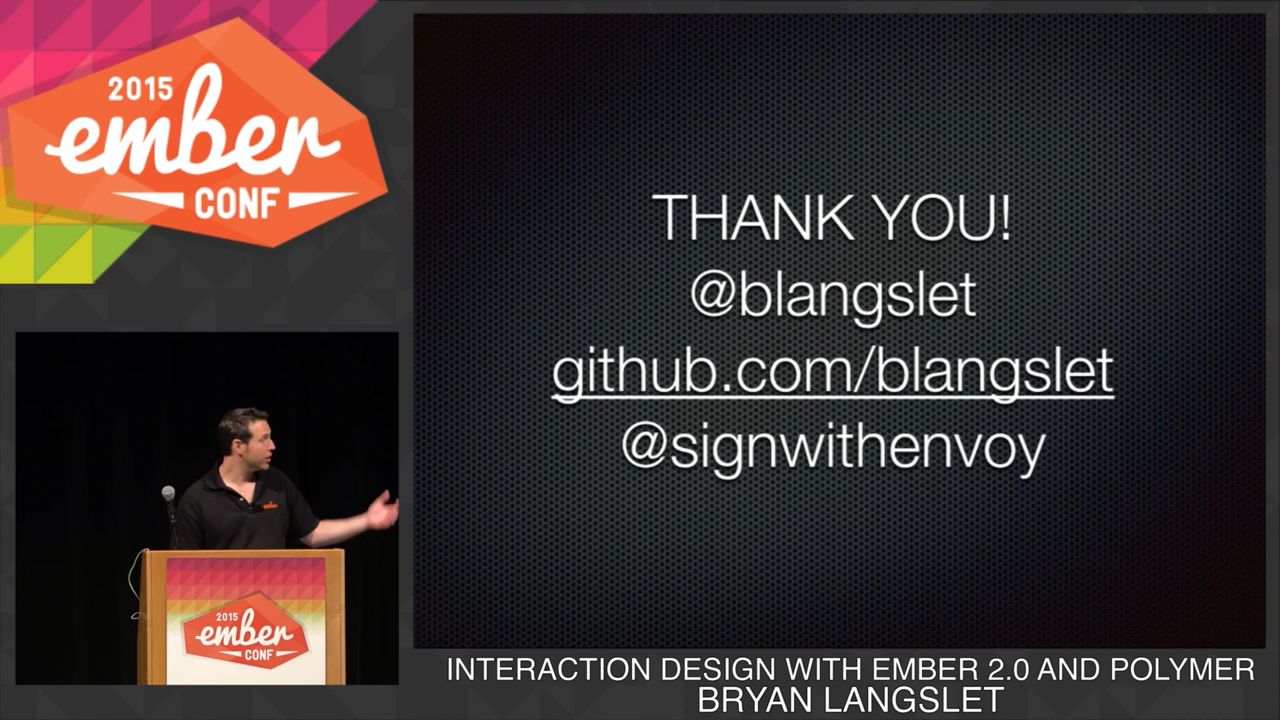 2015
ember
CONF
THANK YOU!
@blangslet
github.com/blangslet
@signwithenvoy
2015
ember
CONF
INTERACTION DESIGN WITH EMBER 2.0 AND POLYMER
BRYAN LANGSLET